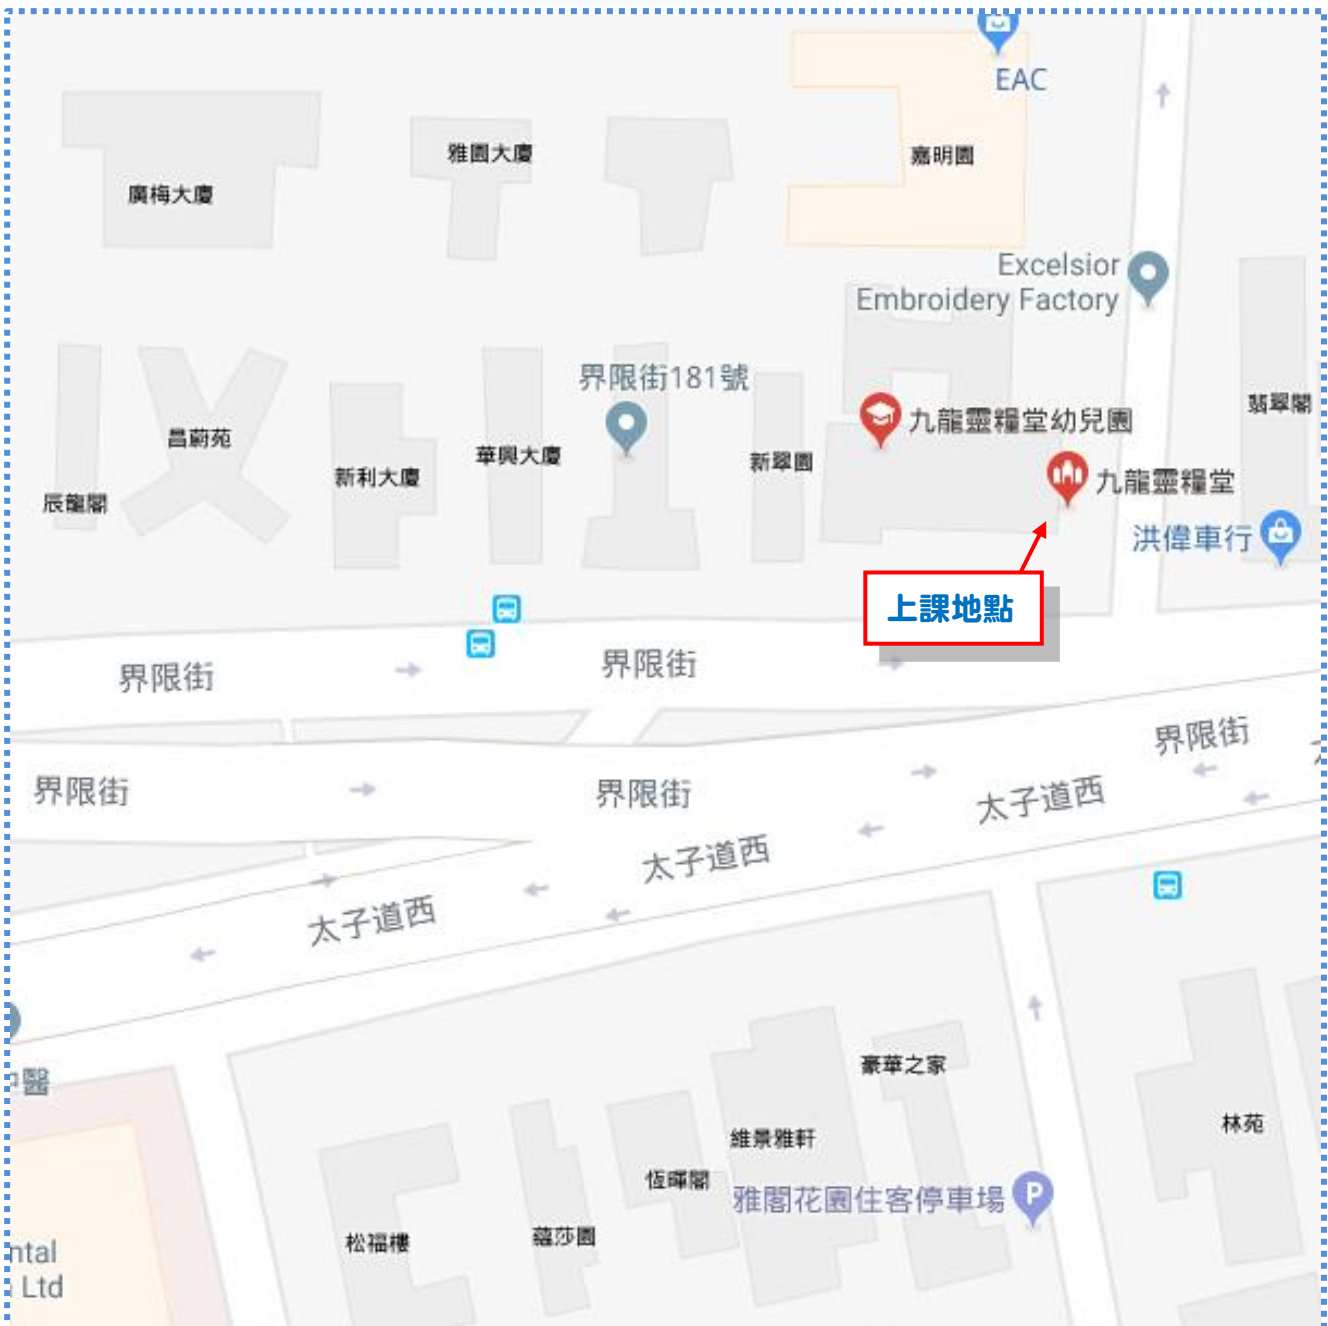 EAC
雅園大廈
嘉明園
廣梅大廈
Excelsior
Embroidery Factory
界限街181號
翡翠閣
九龍靈糧堂幼兒園
昌蔚苑
華興大廈
新翠園
新利大廈
九龍靈糧堂
辰龍閣
洪偉車行
上課地點
界限街
界限街
界限街
界限街
界限街
太子道西
太子道西
太子道西
豪華之家
醫
林苑
維景雅軒
恆暉閣
雅閣花園住客停車場
P
蘊莎園
松福樓
ntal
Ltd